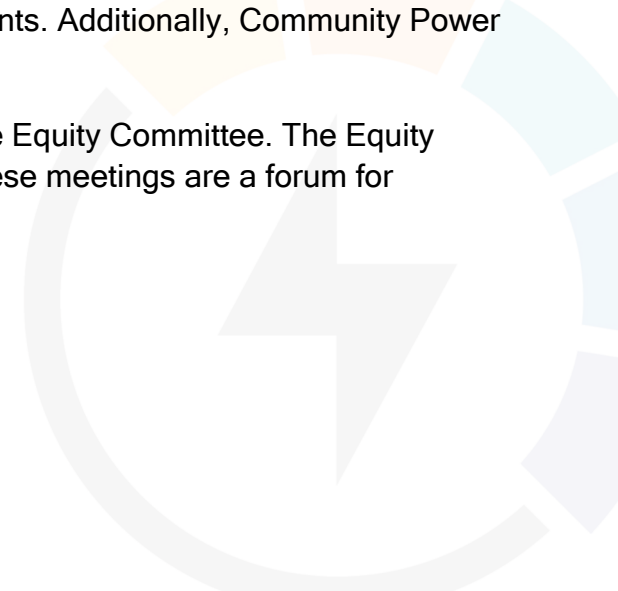 nts. Additionally, Community Power
Equity Committee. The Equity
ese meetings are a forum for